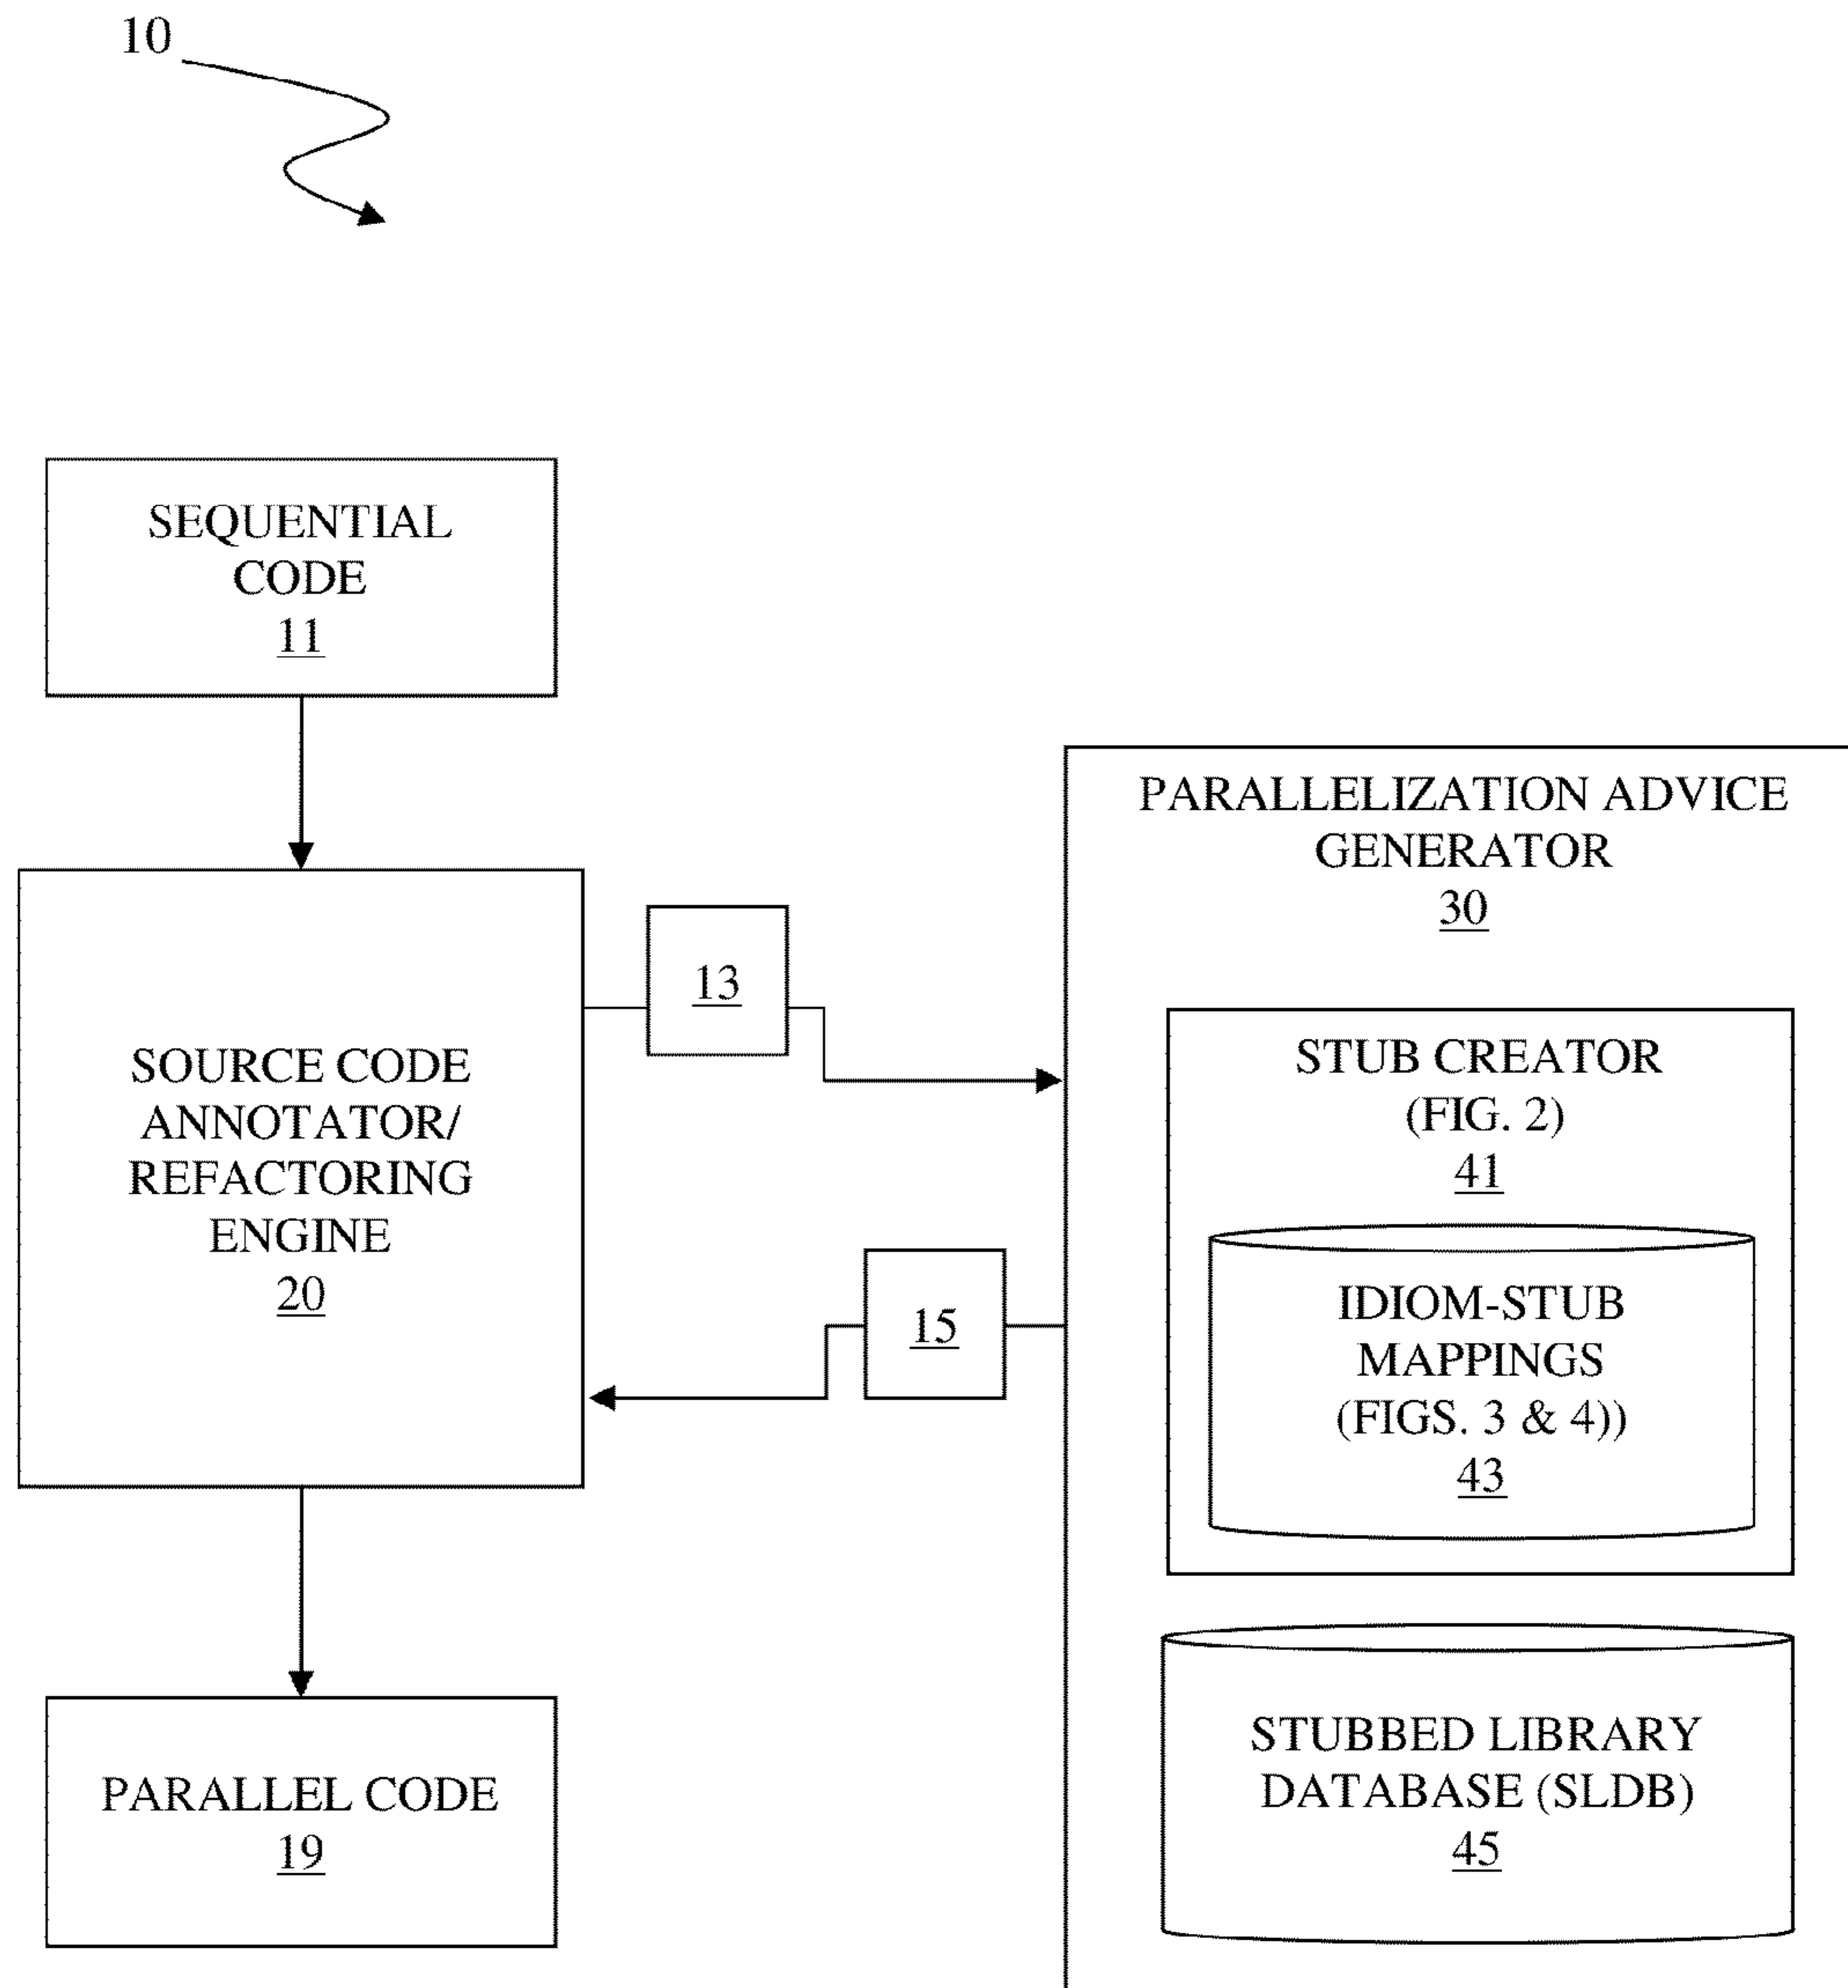 10
SEQUENTIAL
CODE
11
SOURCE CODE
ANNOTATOR/
REFACTORING
ENGINE
20
13
15
PARALLEL CODE
19
PARALLELIZATION ADVICE
GENERATOR
30
STUB CREATOR
(FIG. 2)
41
IDIOM-STUB
MAPPINGS
(FIGS. 3 & 4))
43
STUBBED LIBRARY
DATABASE (SLDB)
45